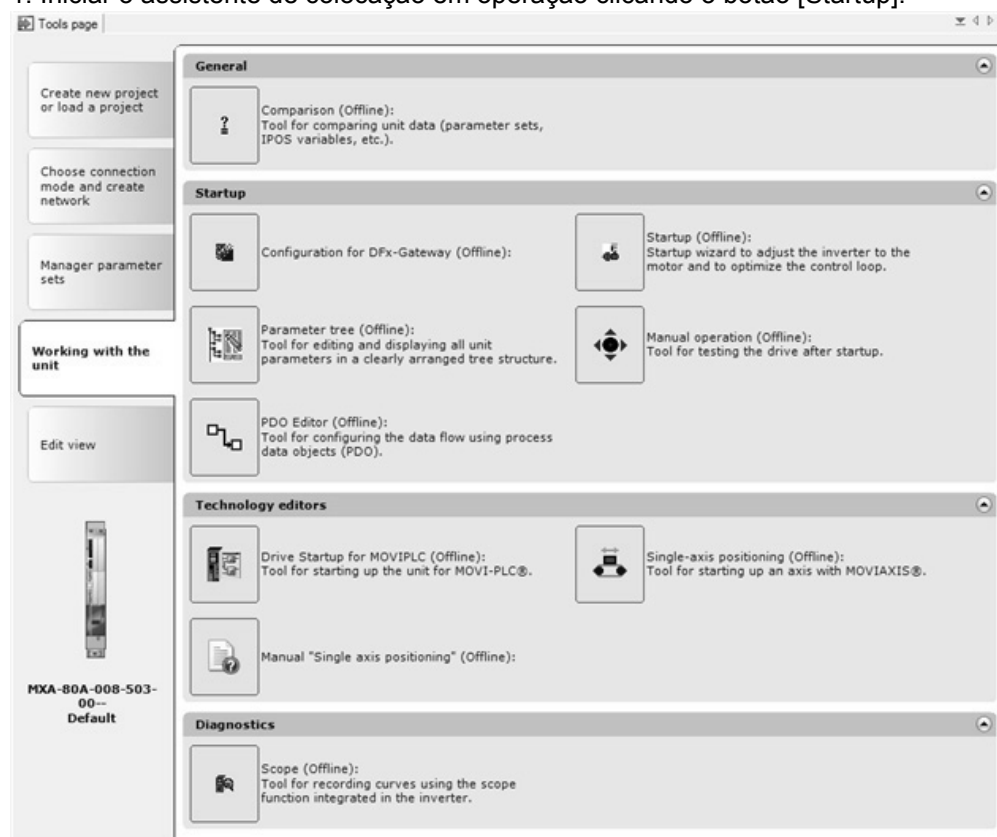 1. Iniciar o assistente de colocação em operação clicando o botão [Startup].
Tools page
Create new project
or load a project
Choose connection
mode and create
network
Manager parameter
sets
Working with the
unit
Edit view
MXA-80A-008-503-
00--
Default
General
Comparison (Offline):
Tool for comparing unit data (parameter sets,
IPOS variables, etc.).
Startup
Configuration for DFx-Gateway (Offline):
Startup (Offline):
Startup wizard to adjust the inverter to the
motor and to optimize the control loop.
Parameter tree (Offline):
Tool for editing and displaying all unit
parameters in a clearly arranged tree structure.
Manual operation (Offline):
Tool for testing the drive after startup.
PDO Editor (Offline):
Tool for configuring the data flow using process
data objects (PDO).
Technology editors
Drive Startup for MOVIPLC (Offline):
Tool for starting up the unit for MOVI-PLC®.
Single-axis positioning (Offline):
Tool for starting up an axis with MOVIAXIS®.
Manual "Single axis positioning" (Offline):
Diagnostics
Scope (Offline):
Tool for recording curves using the scope
function integrated in the inverter.